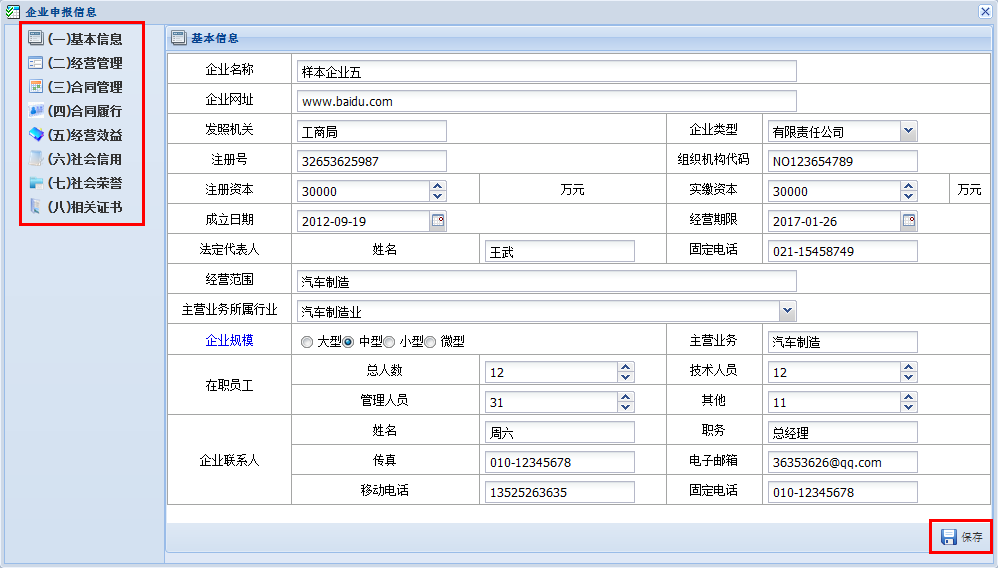 企业申报信息
(一)基本信息
(二)经营管理
(三)合同管理
(四)合同履行
(五)经营效益
(六)社会信用
(七)社会荣誉
(八)相关证书
基本信息
企业名称 样本企业五
企业网址 www.baidu.com
发照机关 工商局 企业类型 有限责任公司
注册号 32653625987 组织机构代码 NO123654789
注册资本 30000 万元 实缴资本 30000 万元
成立日期 2012-09-19 经营期限 2017-01-26
法定代表人 姓名 王武 固定电话 021-15458749
经营范围 汽车制造
主营业务所属行业 汽车制造业
企业规模 大型 中型 小型 微型 主营业务 汽车制造
在职员工 总人数 12 技术人员 12
管理人员 31 其他 11
企业联系人 姓名 周六 职务 总经理
传真 010-12345678 电子邮箱 36353626@qq.com
移动电话 13525263635 固定电话 010-12345678
保存